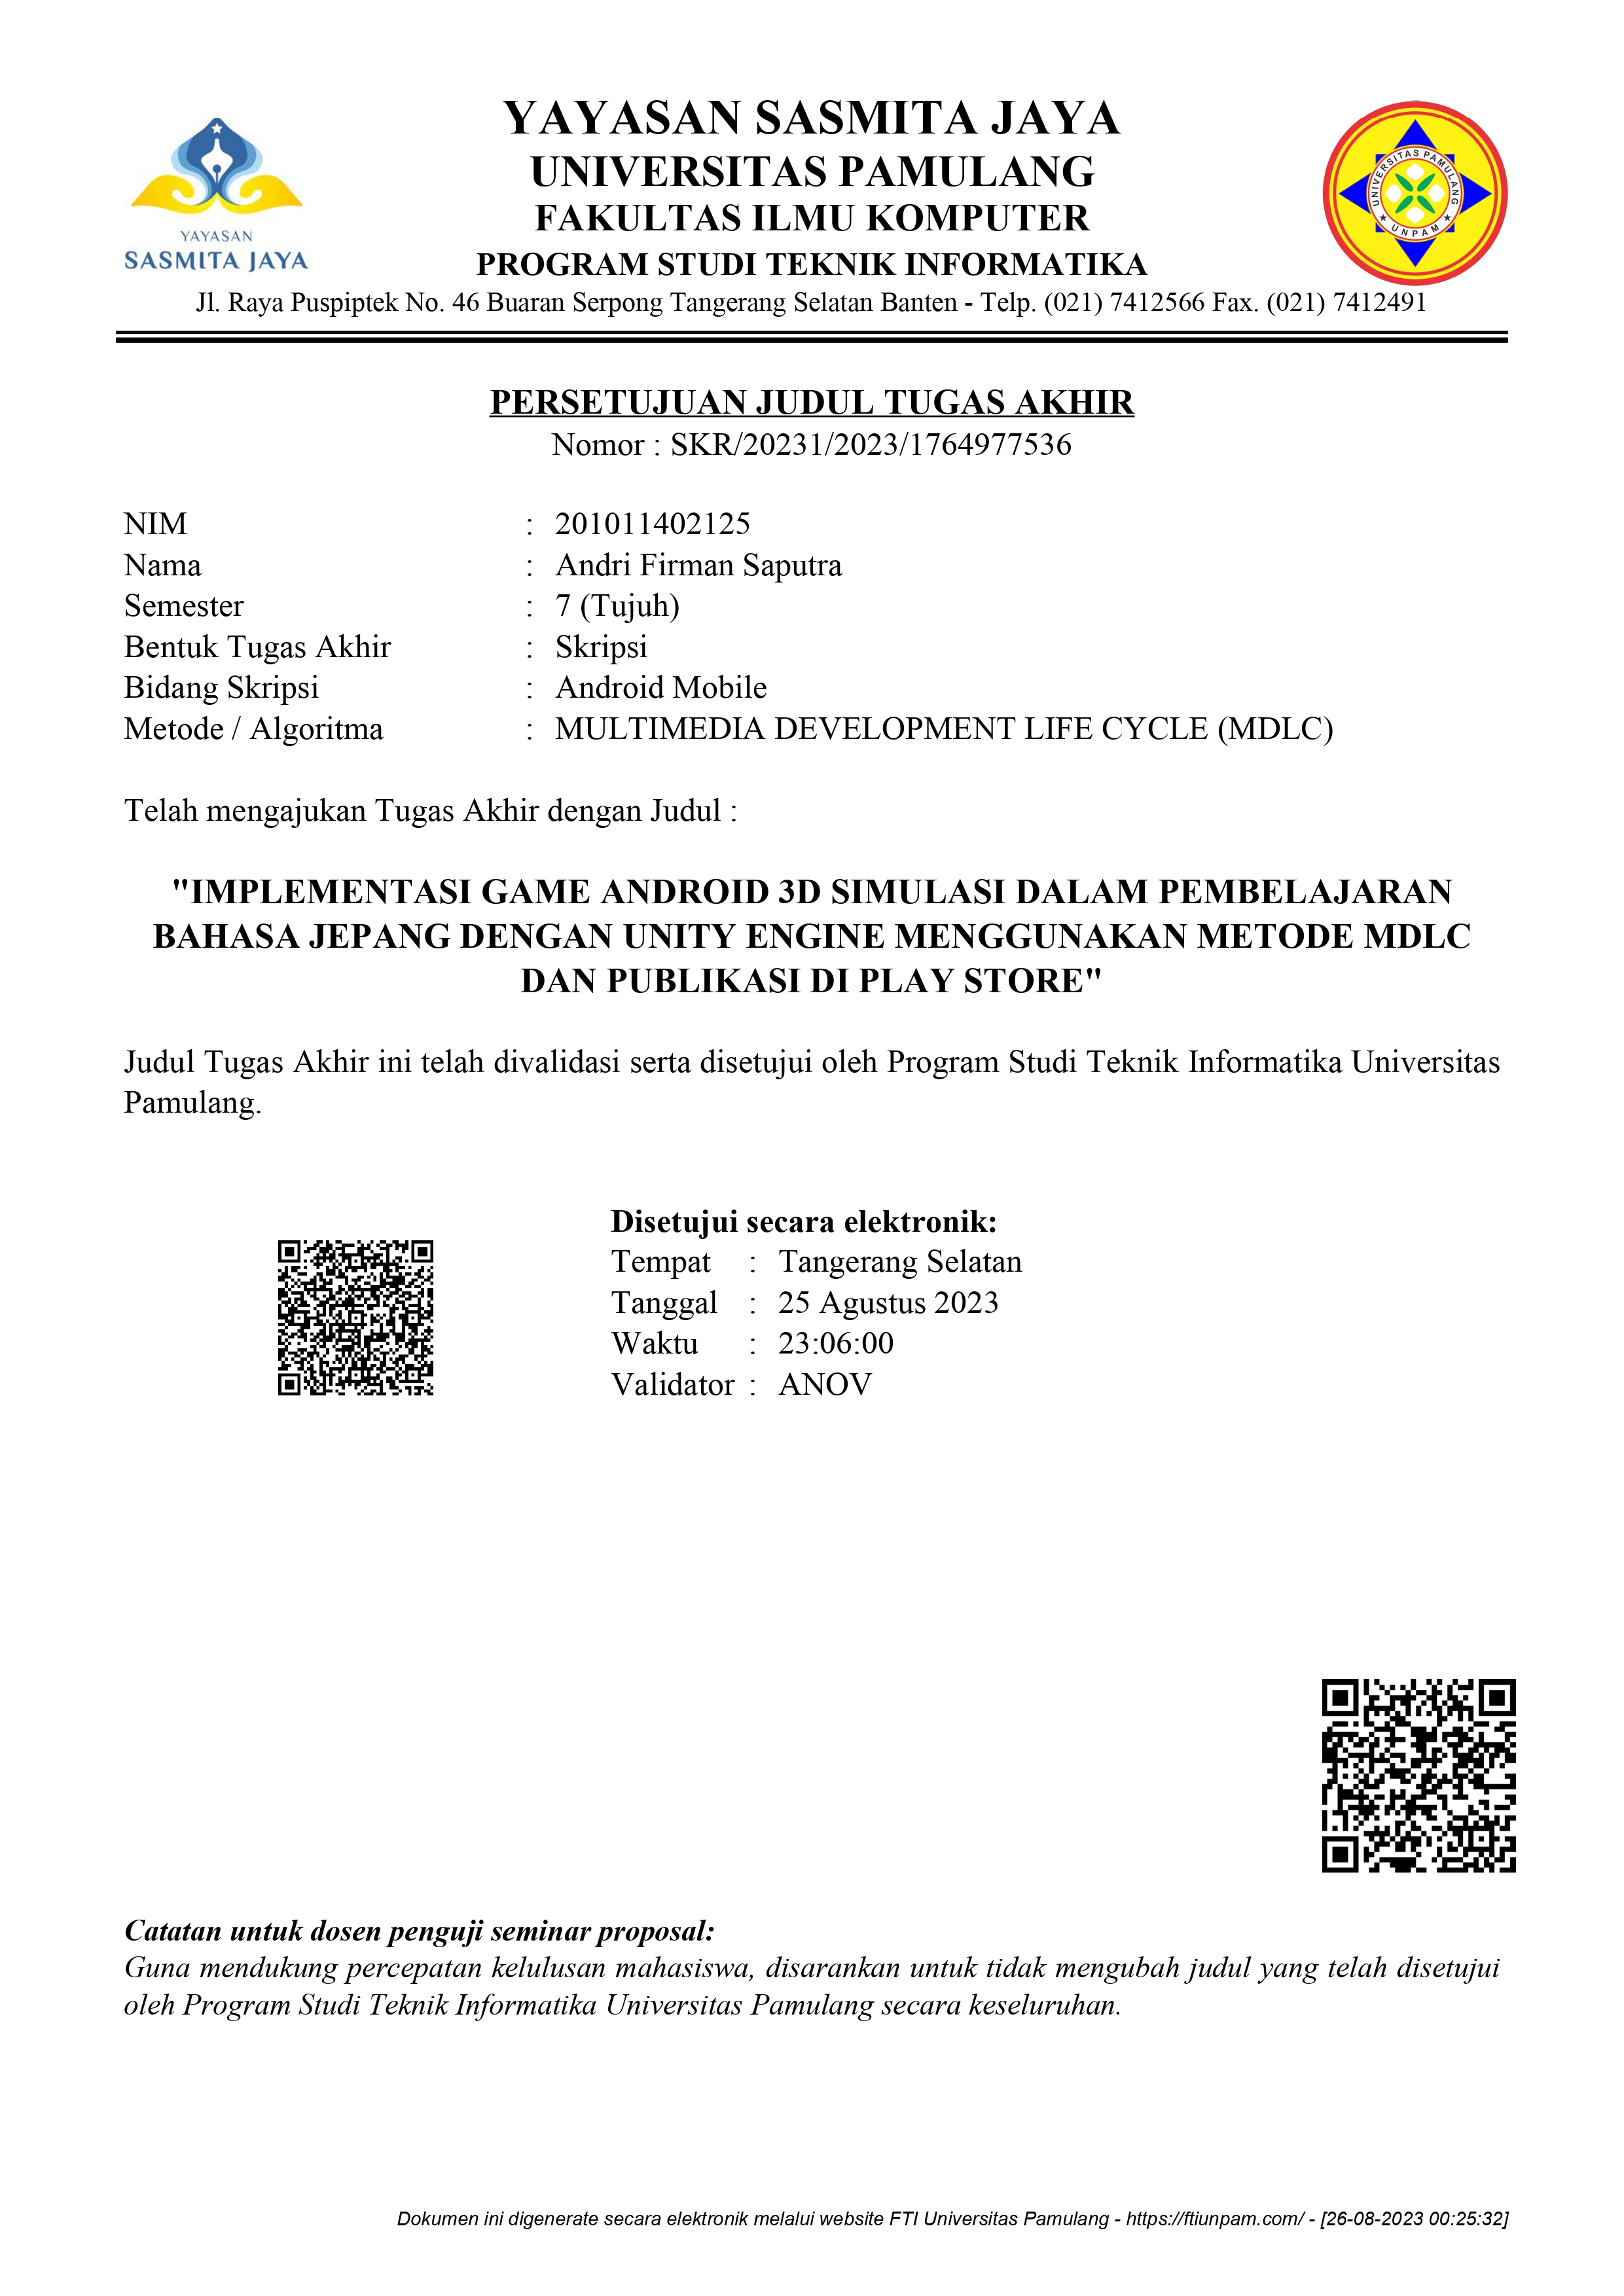 YAYASAN SASMITA JAYA
UNIVERSITAS PAMULANG
FAKULTAS ILMU KOMPUTER
PROGRAM STUDI TEKNIK INFORMATIKA
Jl. Raya Puspiptek No. 46 Buaran Serpong Tangerang Selatan Banten - Telp. (021) 7412566 Fax. (021) 7412491
YAYASAN
SASMITA JAYA
UNIVERSITAS PAMULANG
UNPAM
PERSETUJUAN JUDUL TUGAS AKHIR
Nomor : SKR/20231/2023/1764977536
NIM : 201011402125
Nama : Andri Firman Saputra
Semester : 7 (Tujuh)
Bentuk Tugas Akhir : Skripsi
Bidang Skripsi : Android Mobile
Metode / Algoritma : MULTIMEDIA DEVELOPMENT LIFE CYCLE (MDLC)
Telah mengajukan Tugas Akhir dengan Judul :
"IMPLEMENTASI GAME ANDROID 3D SIMULASI DALAM PEMBELAJARAN
BAHASA JEPANG DENGAN UNITY ENGINE MENGGUNAKAN METODE MDLC
DAN PUBLIKASI DI PLAY STORE"
Judul Tugas Akhir ini telah divalidasi serta disetujui oleh Program Studi Teknik Informatika Universitas
Pamulang.
Disetujui secara elektronik:
Tempat : Tangerang Selatan
Tanggal : 25 Agustus 2023
Waktu : 23:06:00
Validator : ANOV
Catatan untuk dosen penguji seminar proposal:
Guna mendukung percepatan kelulusan mahasiswa, disarankan untuk tidak mengubah judul yang telah disetujui
oleh Program Studi Teknik Informatika Universitas Pamulang secara keseluruhan.
Dokumen ini digenerate secara elektronik melalui website FTI Universitas Pamulang - https://ftiunpam.com/ - [26-08-2023 00:25:32]